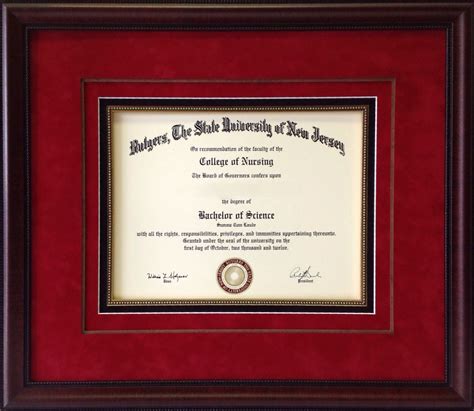 Rutgers, The State University of New Jersey
On recommendation of the faculty of the
College of Nursing
The Board of Governors confers upon
the degree of
Bachelor of Science
Summa Cum Laude
with all the rights, responsibilities, privileges, and immunities appertaining thereunto.
Granted under the seal of the university on the
first day of October, two thousand and twelve.
Dean
President